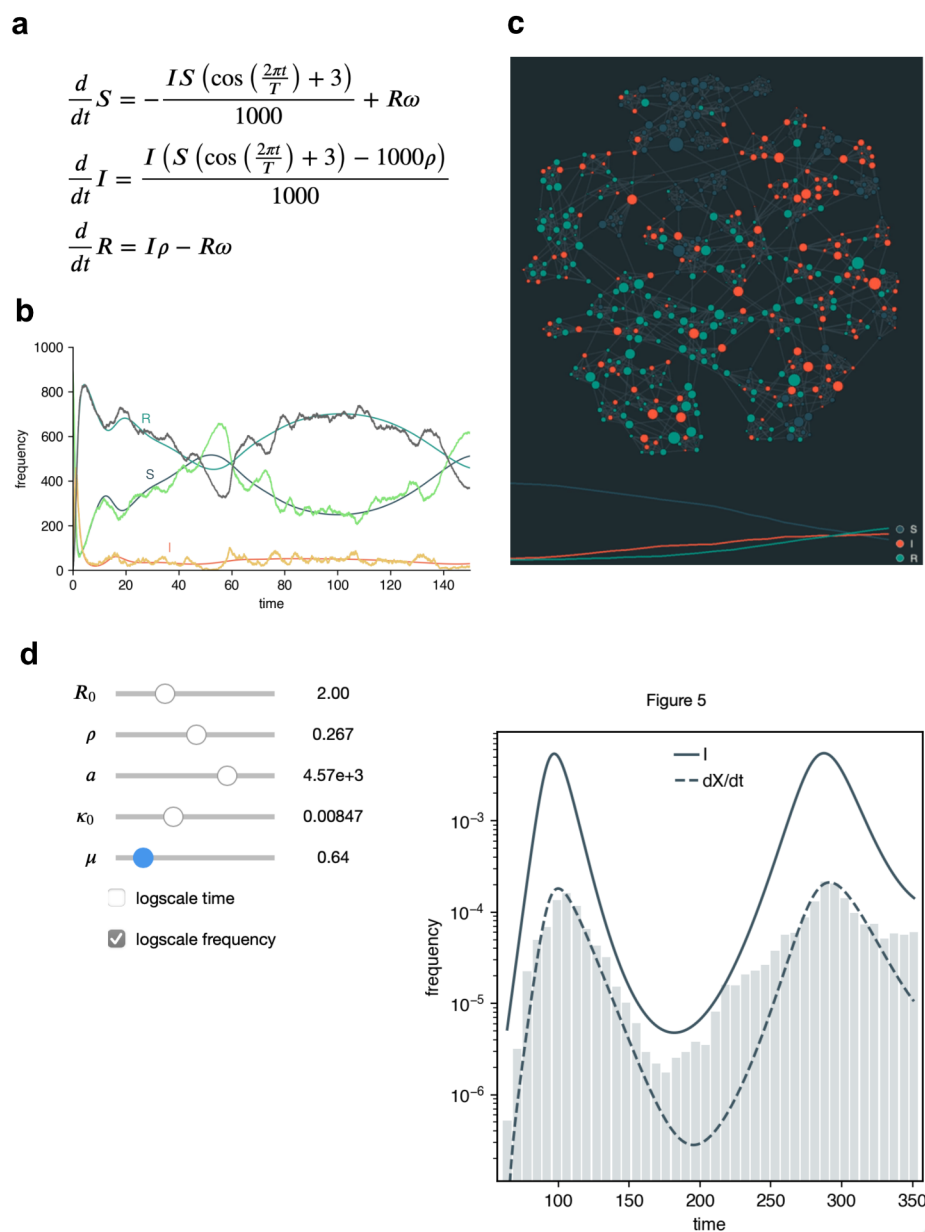 a
d/dt S = − IS (cos (2πt/T) + 3) / 1000 + Rω
d/dt I = I (S (cos (2πt/T) + 3) − 1000ρ) / 1000
d/dt R = Iρ − Rω
b
1000
800
600
400
200
0
frequency
R
S
I
0 20 40 60 80 100 120 140
time
c
S
I
R
d
R₀ 2.00
ρ 0.267
a 4.57e+3
κ₀ 0.00847
μ 0.64
logscale time
logscale frequency
Figure 5
I
dX/dt
10⁻³
10⁻⁴
10⁻⁵
10⁻⁶
frequency
100 150 200 250 300 350
time